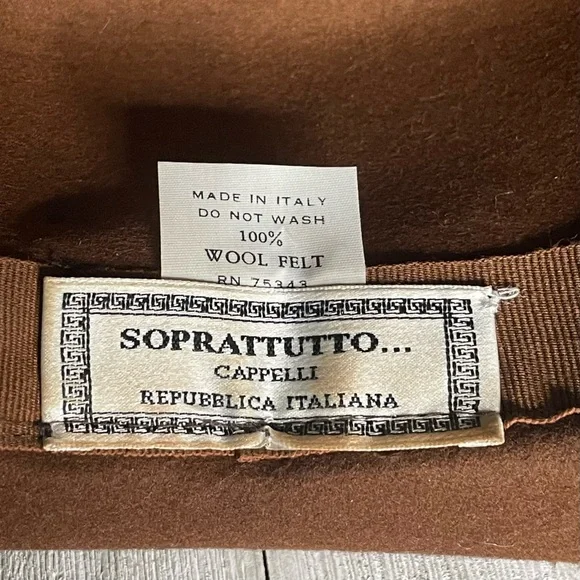 MADE IN ITALY
DO NOT WASH
100%
WOOL FELT
RN 75343
SOPRATTUTTO...
CAPPELLI
REPUBBLICA ITALIANA